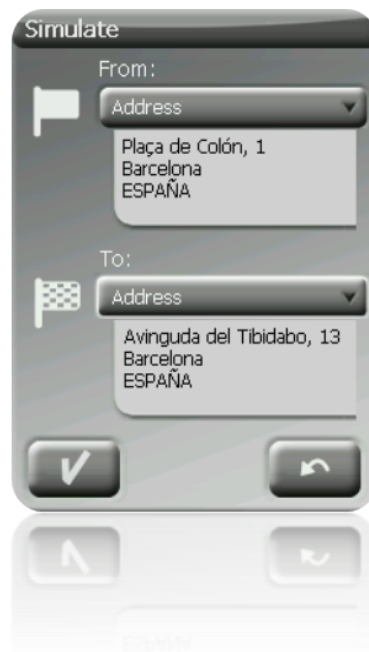 Simulate
From:
Address
Plaça de Colón, 1
Barcelona
ESPAÑA
To:
Address
Avinguda del Tibidabo, 13
Barcelona
ESPAÑA